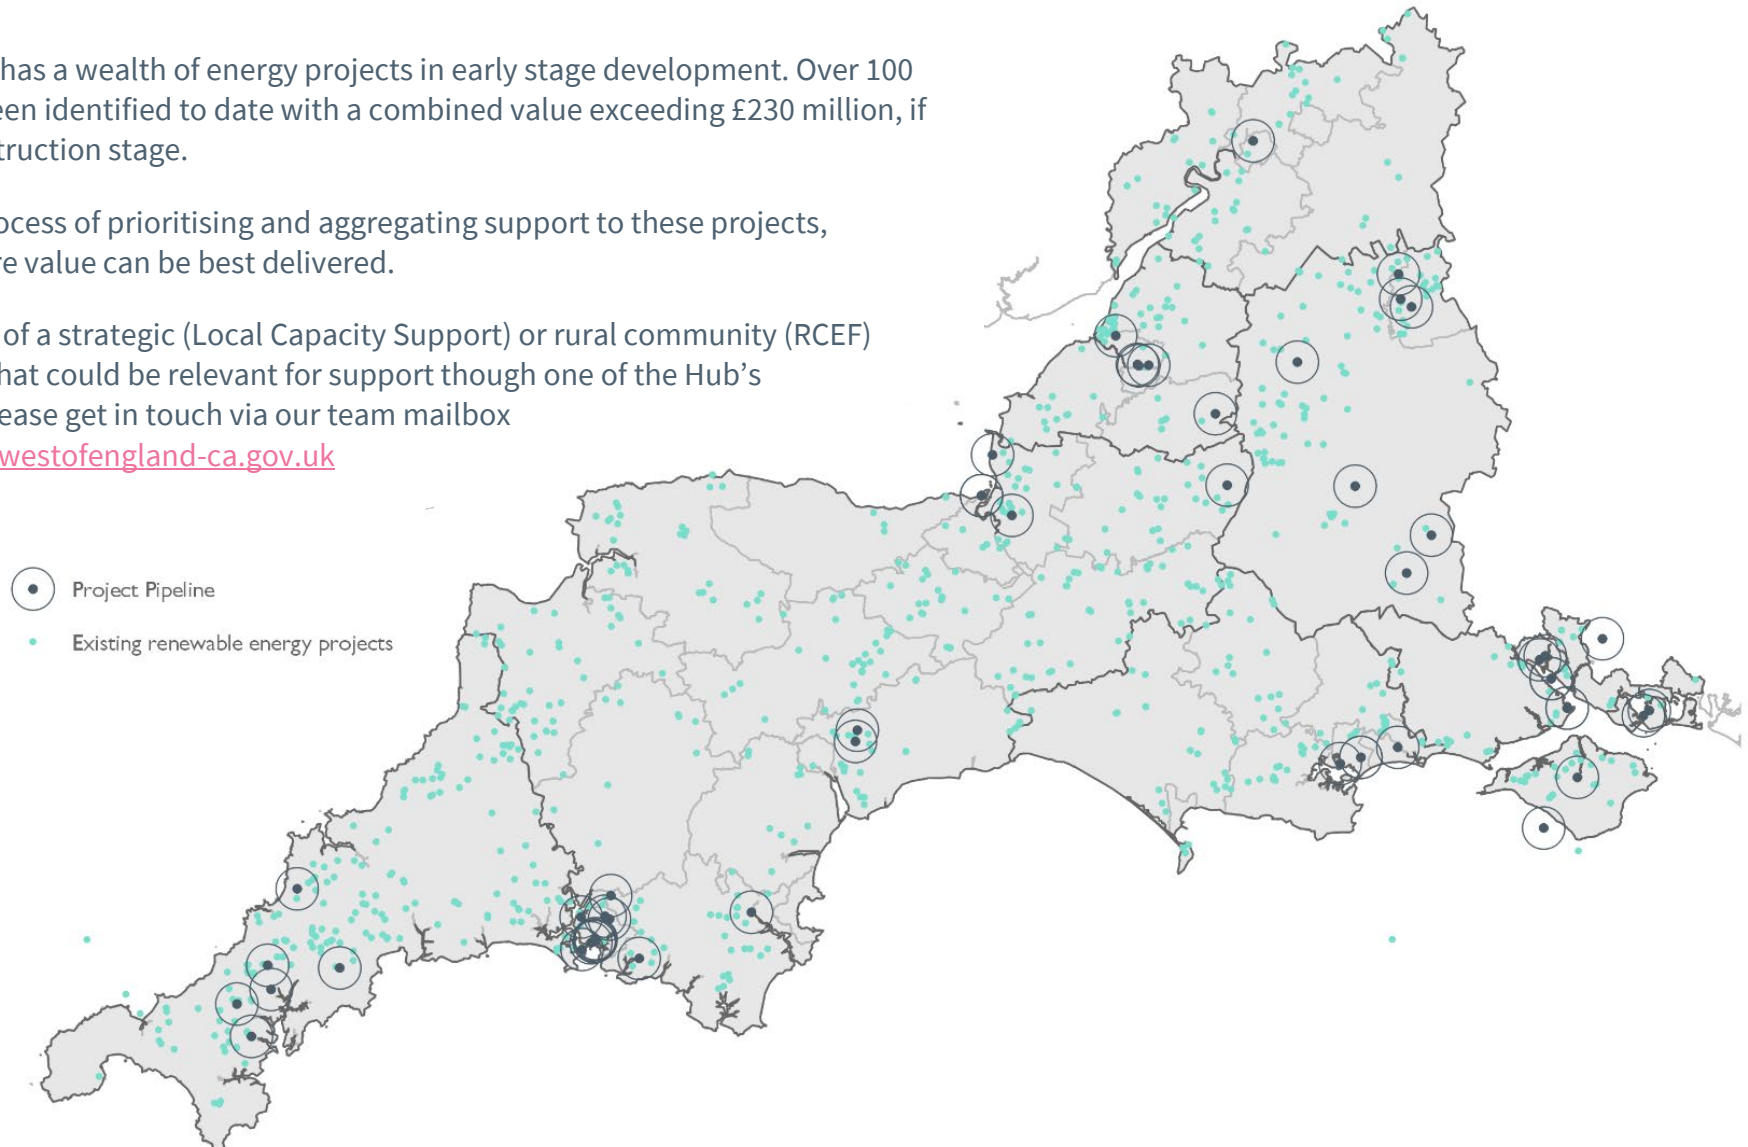 has a wealth of energy projects in early stage development. Over 100
een identified to date with a combined value exceeding £230 million, if
truction stage.
ocess of prioritising and aggregating support to these projects,
re value can be best delivered.
of a strategic (Local Capacity Support) or rural community (RCEF)
hat could be relevant for support though one of the Hub’s
ease get in touch via our team mailbox
westofengland-ca.gov.uk
Project Pipeline
Existing renewable energy projects